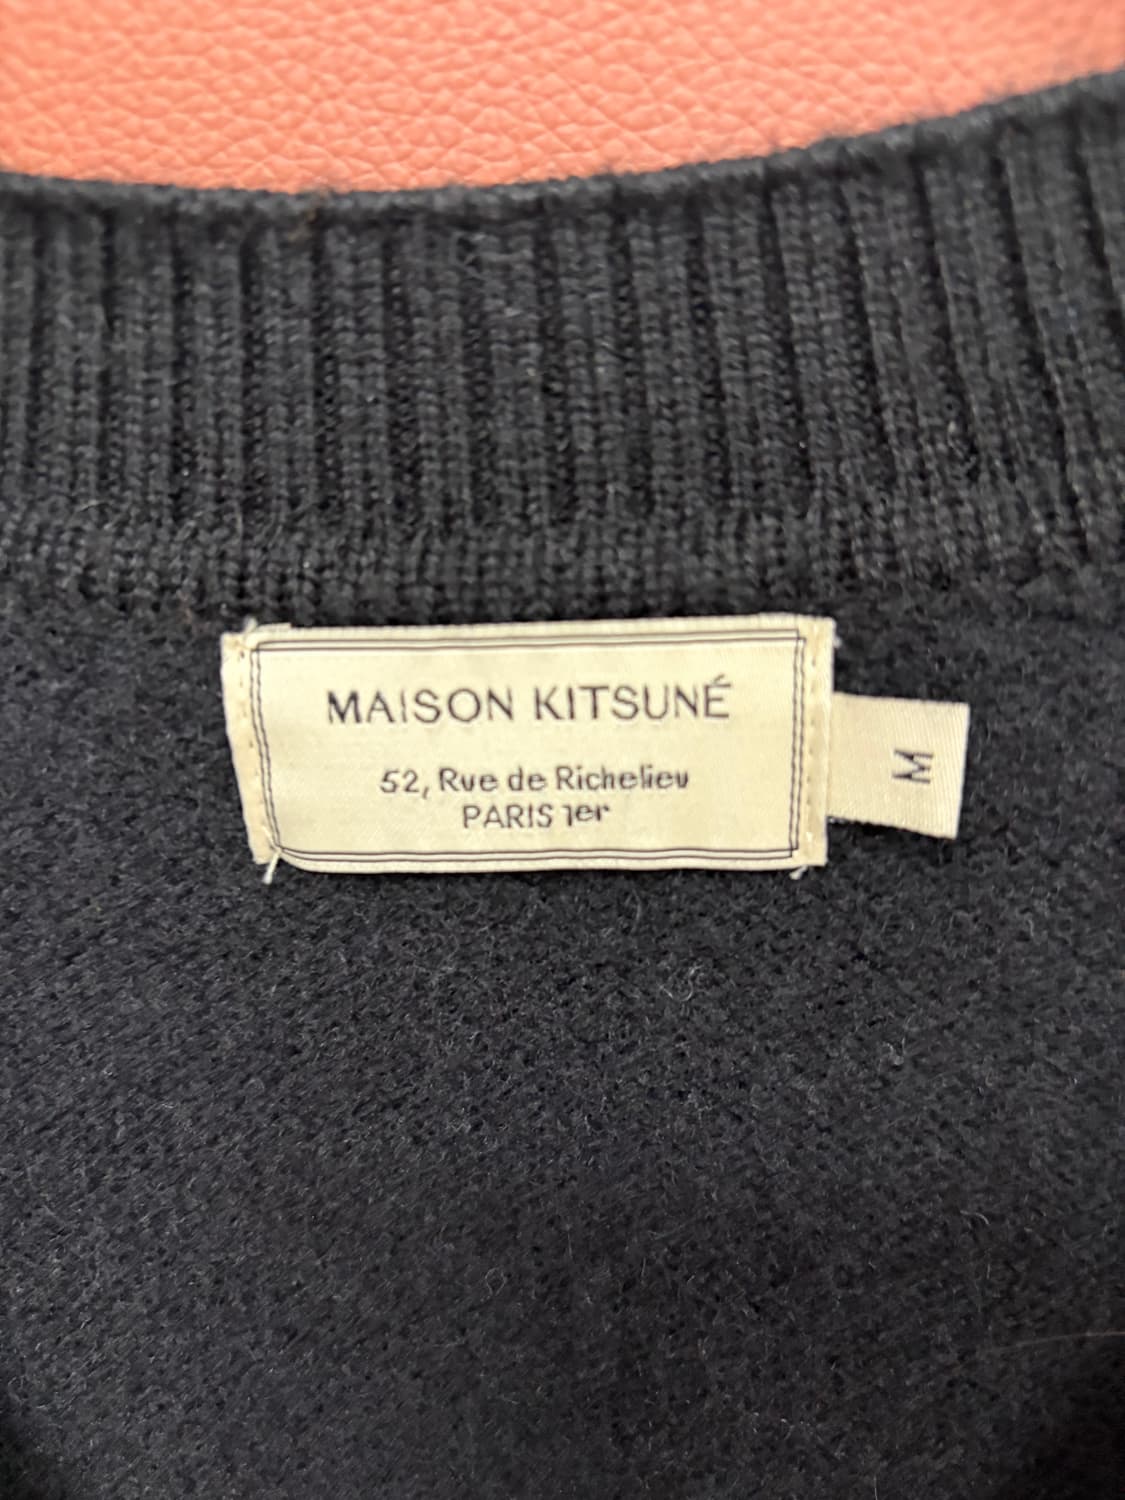 MAISON KITSUNÉ
52, Rue de Richelieu
PARIS 1er
M